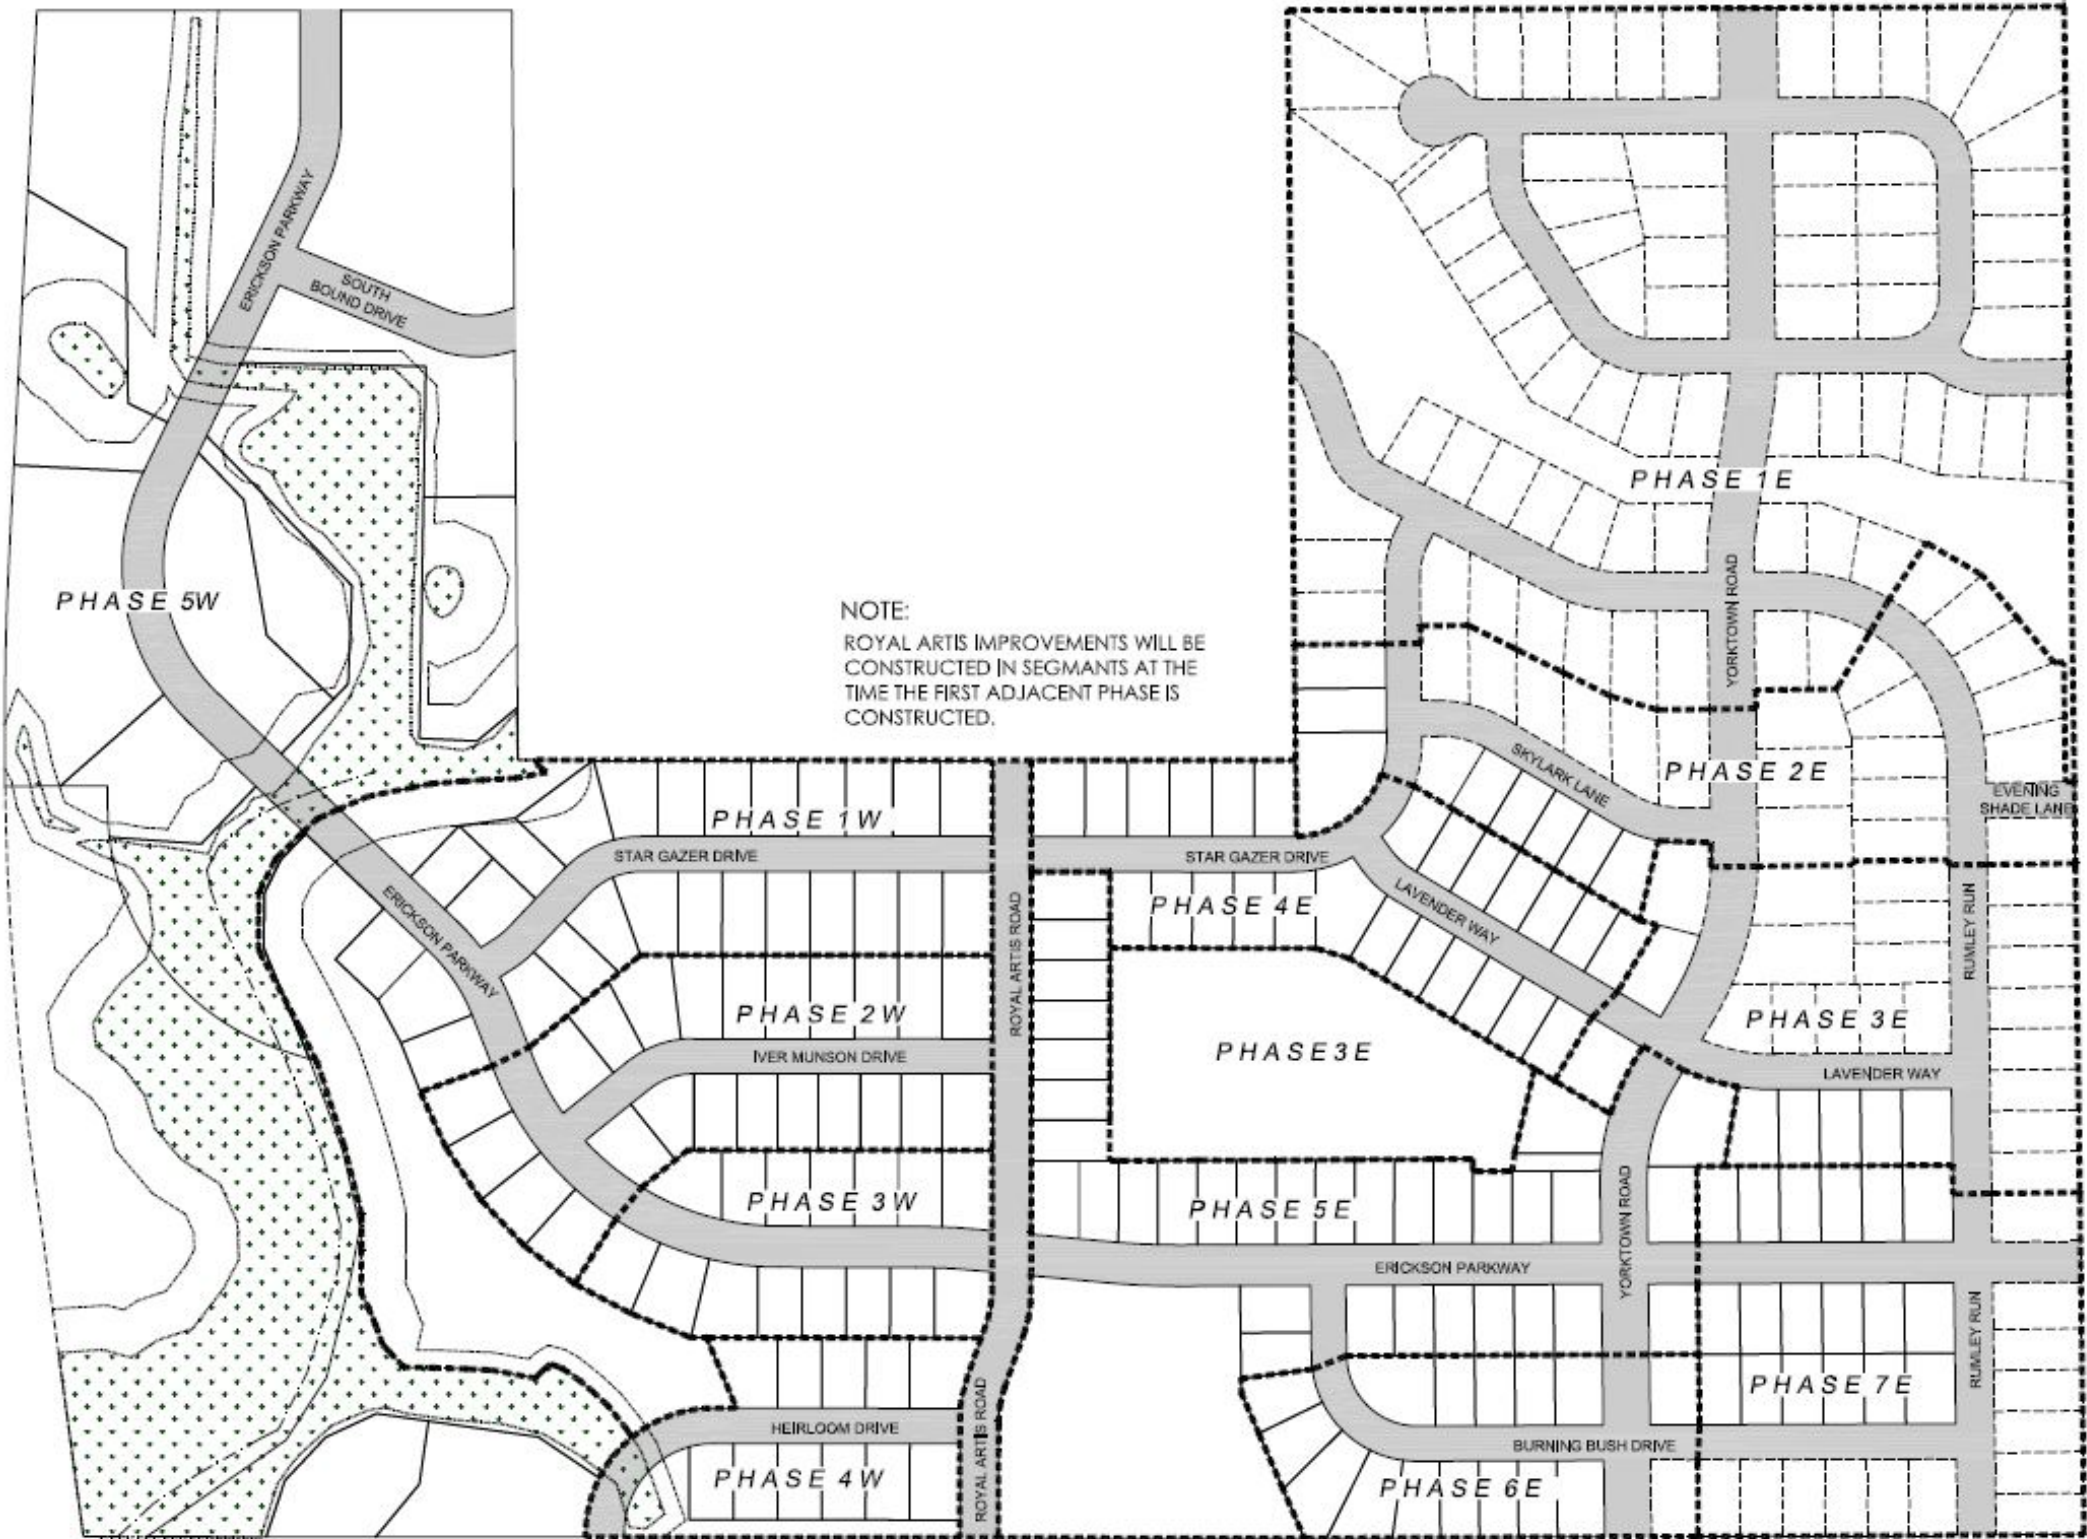 ERICKSON PARKWAY
SOUTH
BOUND DRIVE
PHASE 1E
YORKTOWN ROAD
PHASE 5W
NOTE:
ROYAL ARTIS IMPROVEMENTS WILL BE
CONSTRUCTED IN SEGMANTS AT THE
TIME THE FIRST ADJACENT PHASE IS
CONSTRUCTED.
SKYLARK LANE
PHASE 2E
EVENING
SHADE LANE
PHASE 1W
STAR GAZER DRIVE
STAR GAZER DRIVE
ERICKSON PARKWAY
ROYAL ARTIS ROAD
PHASE 4E
LAVENDER WAY
RUMLEY RUN
PHASE 2W
IVER MUNSON DRIVE
PHASE3E
PHASE 3E
LAVENDER WAY
PHASE 3W
PHASE 5E
YORKTOWN ROAD
ERICKSON PARKWAY
RUMLEY RUN
PHASE 7E
HEIRLOOM DRIVE
ROYAL ARTIS ROAD
BURNING BUSH DRIVE
PHASE 4W
PHASE 6E